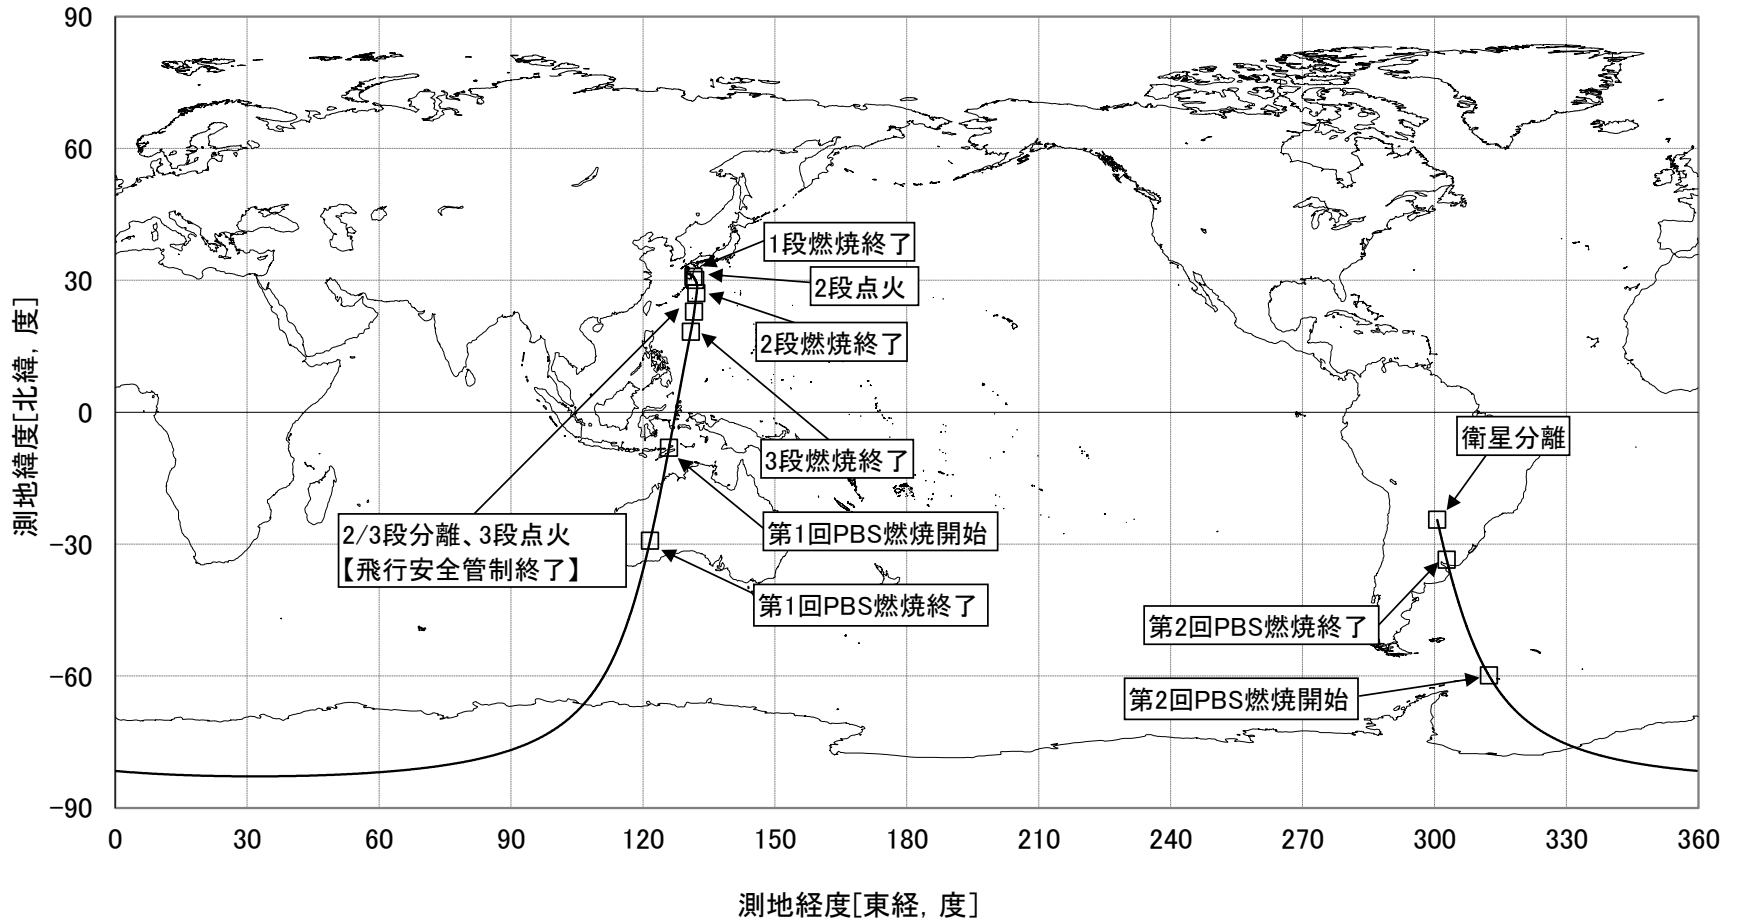 90
60
30
0
-30
-60
-90
測地緯度[北緯, 度]
1段燃焼終了
2段点火
2段燃焼終了
3段燃焼終了
衛星分離
2/3段分離、3段点火
【飛行安全管制終了】
第1回PBS燃焼開始
第1回PBS燃焼終了
第2回PBS燃焼終了
第2回PBS燃焼開始
0 30 60 90 120 150 180 210 240 270 300 330 360
測地経度[東経, 度]